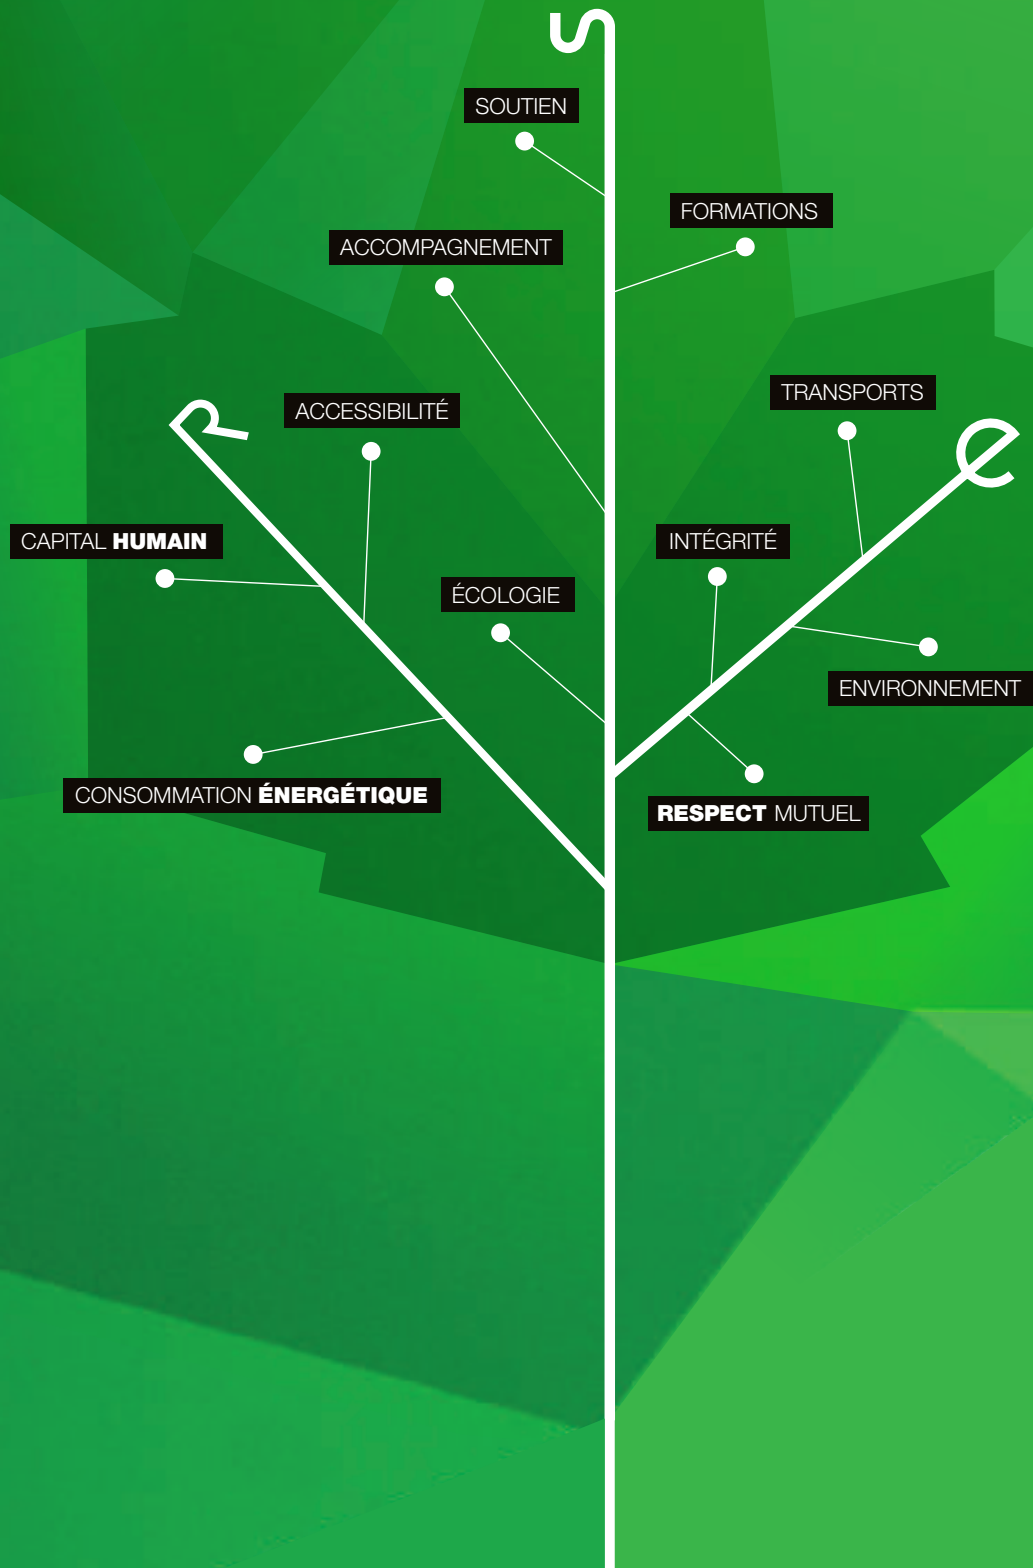 S
SOUTIEN
FORMATIONS
ACCOMPAGNEMENT
TRANSPORTS
ACCESSIBILITÉ
R
e
CAPITAL HUMAIN
INTÉGRITÉ
ÉCOLOGIE
ENVIRONNEMENT
CONSOMMATION ÉNERGÉTIQUE
RESPECT MUTUEL